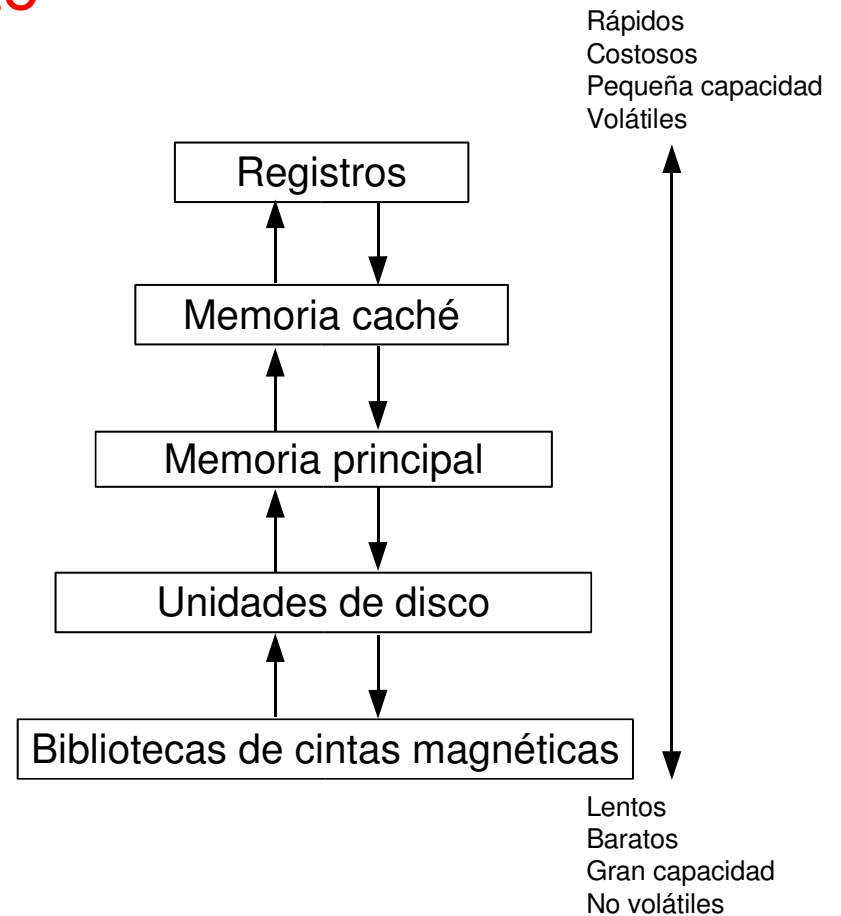 Rápidos
Costosos
Pequeña capacidad
Volátiles
Registros
Memoria caché
Memoria principal
Unidades de disco
Bibliotecas de cintas magnéticas
Lentos
Baratos
Gran capacidad
No volátiles